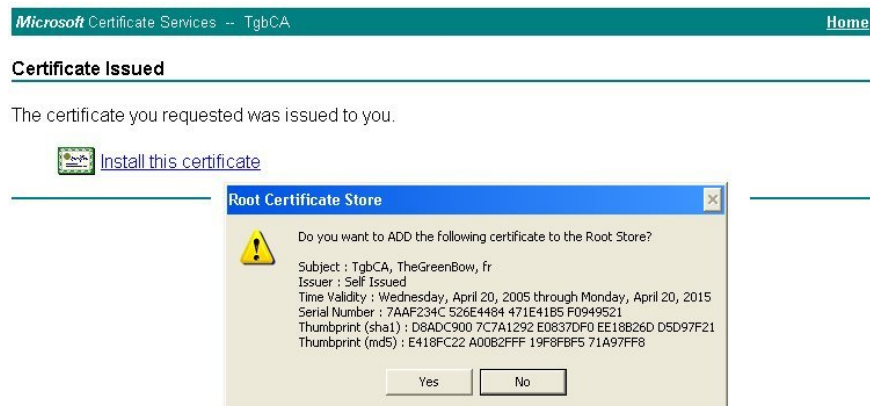 Microsoft Certificate Services -- TgbCA Home
Certificate Issued
The certificate you requested was issued to you.
Install this certificate
Root Certificate Store
Do you want to ADD the following certificate to the Root Store?
Subject : TgbCA, TheGreenBow, fr
Issuer : Self Issued
Time Validity : Wednesday, April 20, 2005 through Monday, April 20, 2015
Serial Number : 7AAF234C 526E4484 471E41B5 F0949521
Thumbprint (sha1) : D8ADC900 7C7A1292 E0837DF0 EE18B26D D5D97F21
Thumbprint (md5) : E418FC22 A00B2FFF 19F8FBF5 71A97FF8
Yes No